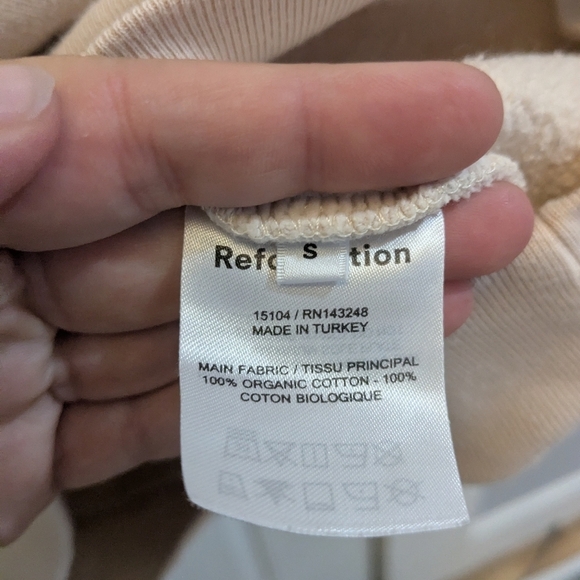 S
Refo tion
15104 / RN143248
MADE IN TURKEY
MAIN FABRIC / TISSU PRINCIPAL
100% ORGANIC COTTON - 100%
COTON BIOLOGIQUE